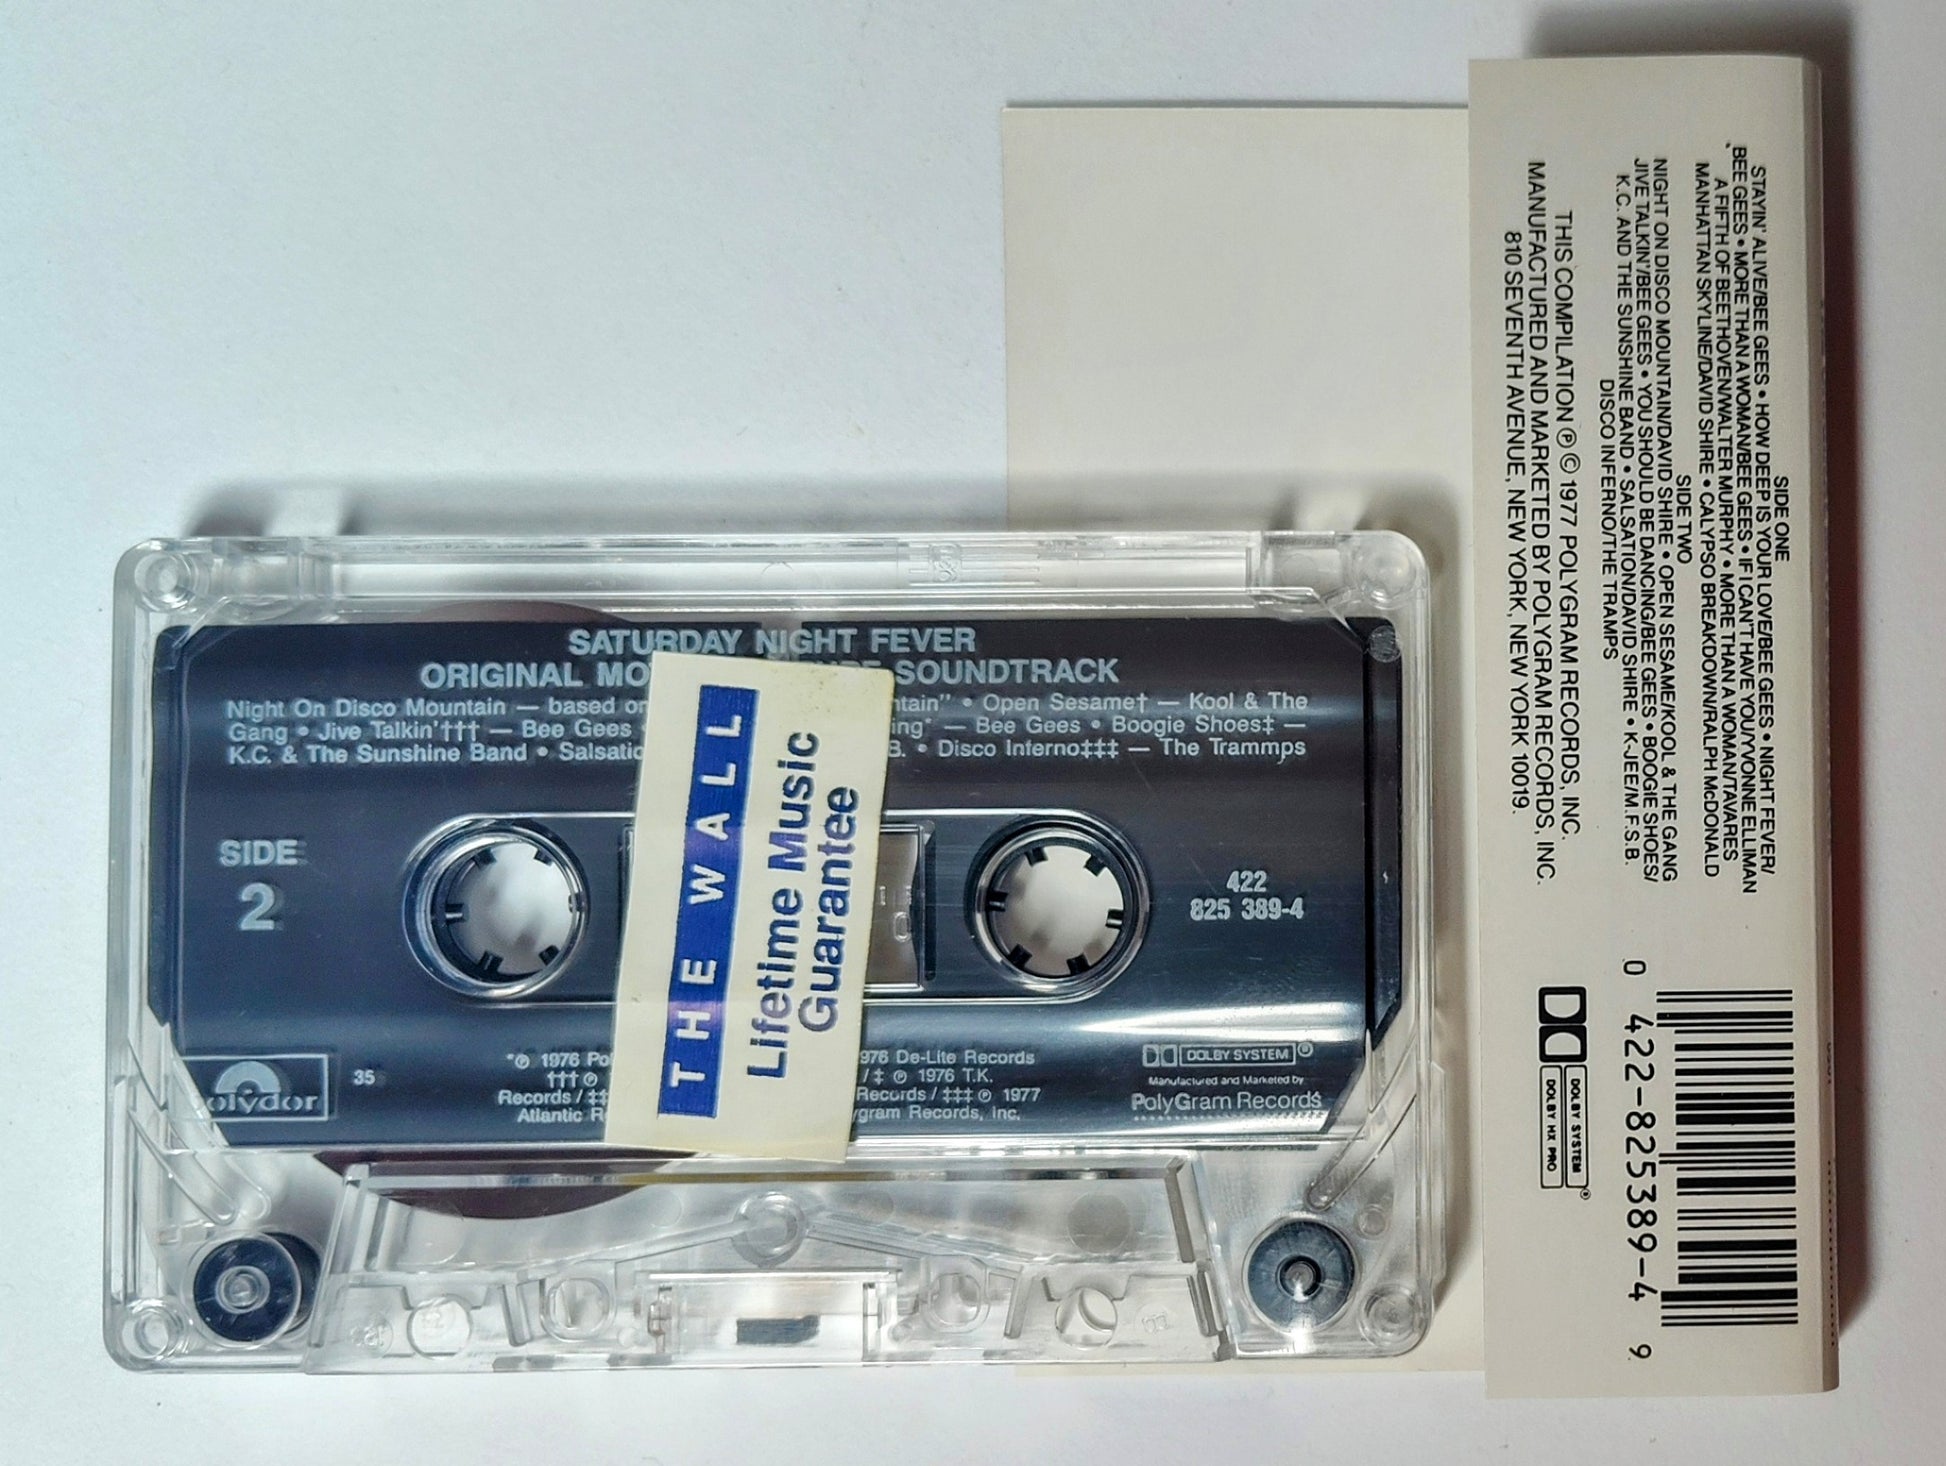 SATURDAY NIGHT FEVER
ORIGINAL MO SOUNDTRACK
Night On Disco Mountain — based on tain" • Open Sesame† — Kool & The
Gang • Jive Talkin'††† — Bee Gees ing* — Bee Gees • Boogie Shoes‡ —
K.C. & The Sunshine Band • Salsatio B. • Disco Inferno‡‡‡ — The Trammps
SIDE
2
422
825 389-4
THE WALL
Lifetime Music
Guarantee
polydor
35
*℗ 1976 Pol 976 De-Lite Records
††† ℗ / ‡ ℗ 1976 T.K.
Records / ‡‡ Records / ‡‡‡ ℗ 1977
Atlantic Re ygram Records, Inc.
DOLBY SYSTEM®
Manufactured and Marketed by
PolyGram Records
SIDE ONE
STAYIN' ALIVE/BEE GEES • HOW DEEP IS YOUR LOVE/BEE GEES • NIGHT FEVER/
BEE GEES • MORE THAN A WOMAN/BEE GEES • IF I CAN'T HAVE YOU/YVONNE ELLIMAN
A FIFTH OF BEETHOVEN/WALTER MURPHY • MORE THAN A WOMAN/TAVARES
MANHATTAN SKYLINE/DAVID SHIRE • CALYPSO BREAKDOWN/RALPH McDONALD
SIDE TWO
NIGHT ON DISCO MOUNTAIN/DAVID SHIRE • OPEN SESAME/KOOL & THE GANG
JIVE TALKIN'/BEE GEES • YOU SHOULD BE DANCING/BEE GEES • BOOGIE SHOES/
K.C. AND THE SUNSHINE BAND • SALSATION/DAVID SHIRE • K-JEE/M.F.S.B.
DISCO INFERNO/THE TRAMPS
THIS COMPILATION ℗ © 1977 POLYGRAM RECORDS, INC.
MANUFACTURED AND MARKETED BY POLYGRAM RECORDS, INC.
810 SEVENTH AVENUE, NEW YORK, NEW YORK 10019.
0 422-825389-4 9
DOLBY SYSTEM®
DOLBY HX PRO